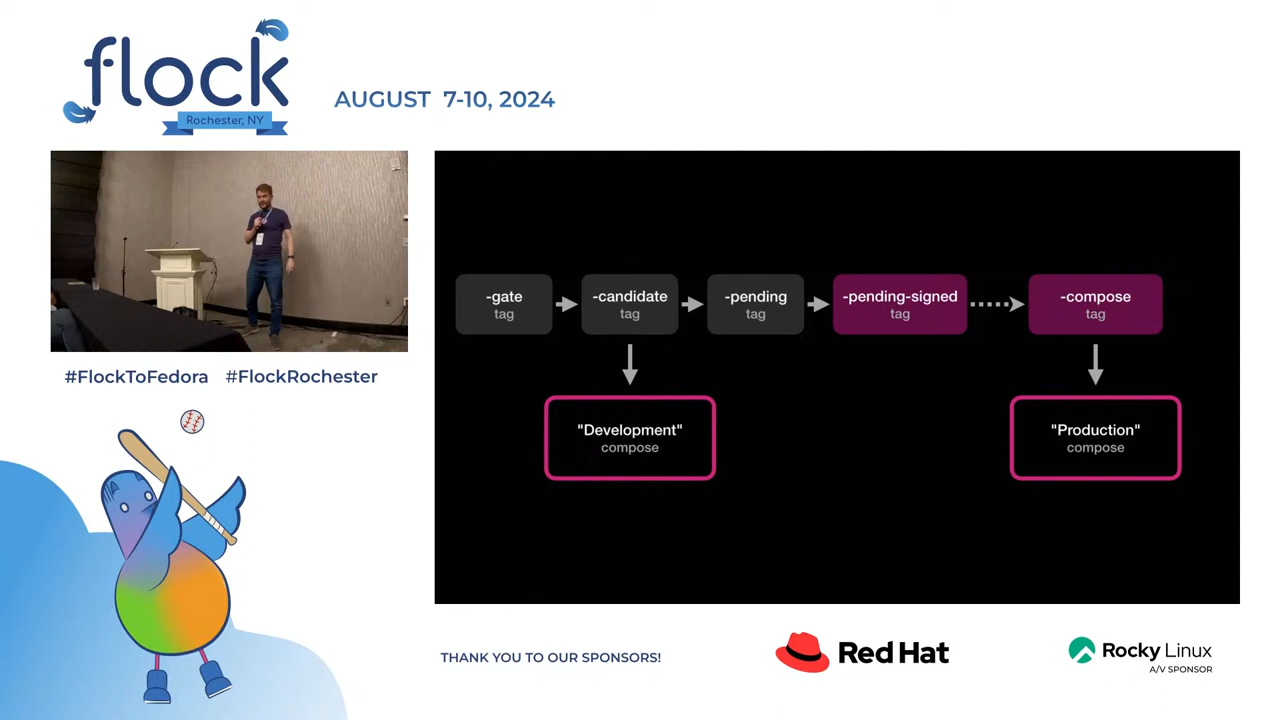 flock
Rochester, NY
AUGUST 7-10, 2024
-gate
tag
-candidate
tag
-pending
tag
-pending-signed
tag
-compose
tag
"Development"
compose
"Production"
compose
#FlockToFedora #FlockRochester
THANK YOU TO OUR SPONSORS!
Red Hat
Rocky Linux
A/V SPONSOR